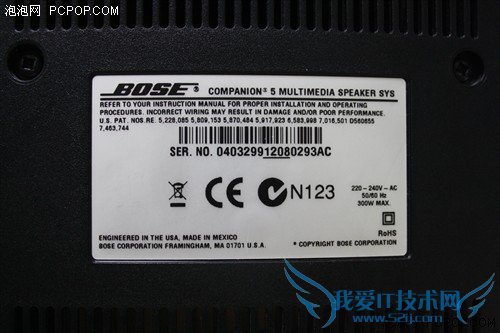 泡泡网 PCPOP.COM
BOSE® COMPANION® 5 MULTIMEDIA SPEAKER SYS
REFER TO YOUR INSTRUCTION MANUAL FOR PROPER INSTALLATION AND OPERATING
PROCEDURES. INCORRECT WIRING MAY RESULT IN DAMAGE AND/OR POOR PERFORMANCE.
U.S. PAT. NOS. RE. 5,228,085 5,809,153 5,870,484 5,917,923 6,583,998 7,016,501 D560655
7,463,744
SER. NO. 040329912080293AC
CE N123
220 - 240V ~ AC
50/60 Hz
300W MAX.
RoHS
ENGINEERED IN THE USA, MADE IN MEXICO
BOSE CORPORATION FRAMINGHAM, MA 01701 U.S.A.
© COPYRIGHT BOSE CORPORATION
我爱IT技术网
www.52ij.com